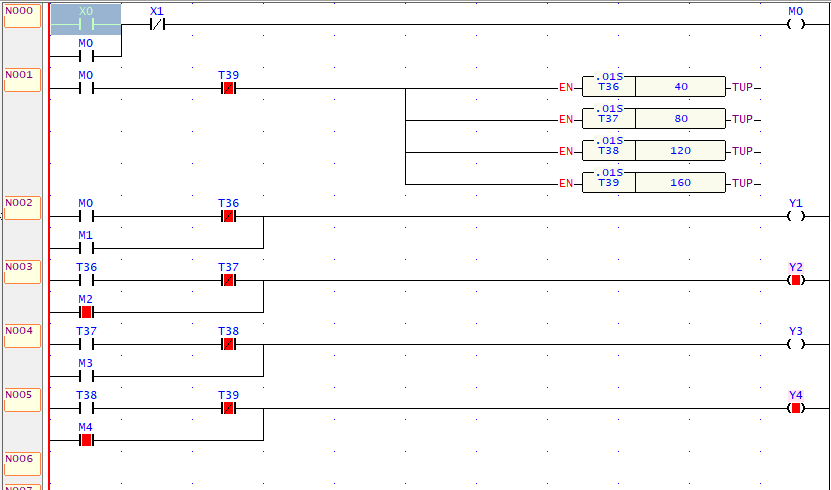 N000 X0 X1 M0
M0
N001 M0 T39 EN .01S T36 40 TUP
EN .01S T37 80 TUP
EN .01S T38 120 TUP
EN .01S T39 160 TUP
N002 M0 T36 Y1
M1
N003 T36 T37 Y2
M2
N004 T37 T38 Y3
M3
N005 T38 T39 Y4
M4
N006